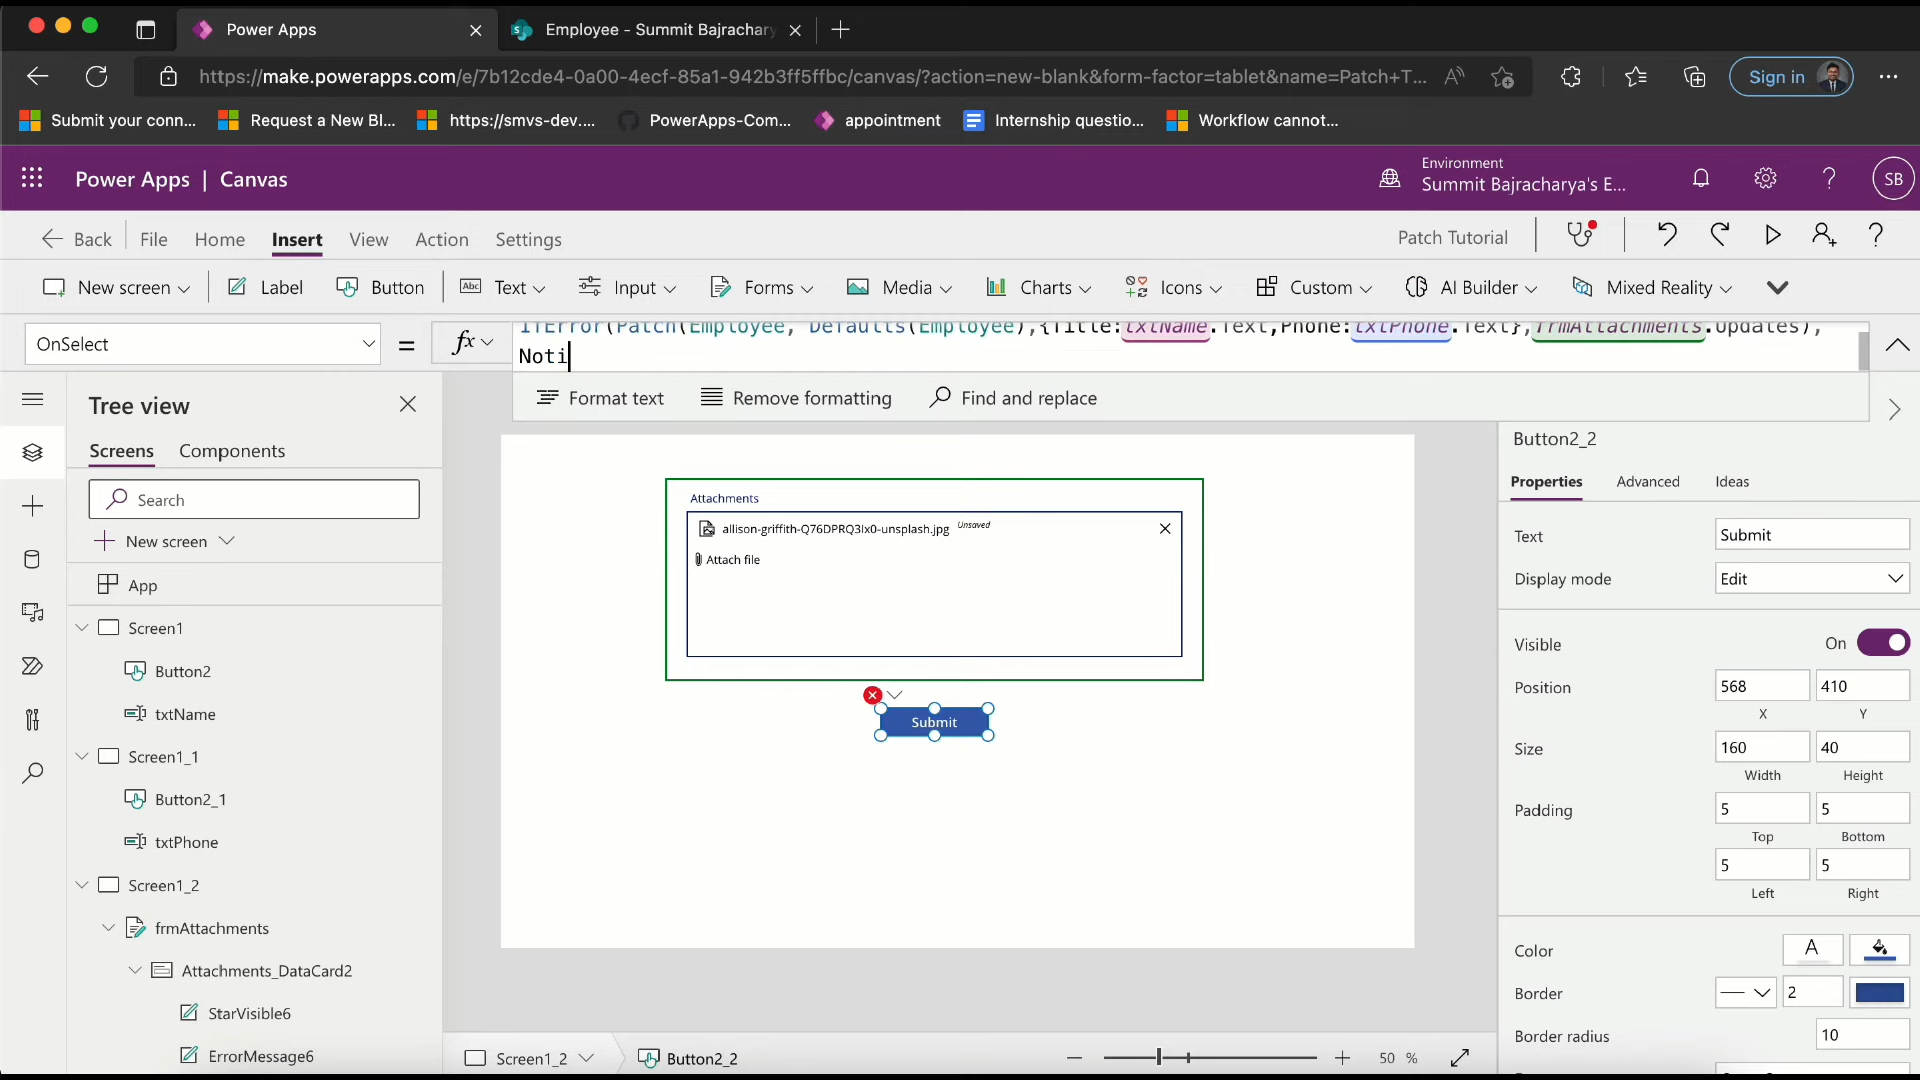 Power Apps
Employee - Summit Bajrachary
https://make.powerapps.com/e/7b12cde4-0a00-4ecf-85a1-942b3ff5ffbc/canvas/?action=new-blank&form-factor=tablet&name=Patch+T...
Sign in
Submit your conn...
Request a New BI...
https://smvs-dev....
PowerApps-Com...
appointment
Internship questio...
Workflow cannot...
Power Apps | Canvas
Environment
Summit Bajracharya's E...
SB
Back
File
Home
Insert
View
Action
Settings
Patch Tutorial
New screen
Label
Button
Abc
Text
Input
Forms
Media
Charts
Icons
Custom
AI Builder
Mixed Reality
OnSelect
=
fx
IfError(Patch(Employee, Defaults(Employee),{Title:txtName.Text,Phone:txtPhone.Text},frmAttachments.Updates),
Noti
Format text
Remove formatting
Find and replace
Tree view
Screens
Components
Search
New screen
App
Screen1
Button2
txtName
Screen1_1
Button2_1
txtPhone
Screen1_2
frmAttachments
Attachments_DataCard2
StarVisible6
ErrorMessage6
Attachments
allison-griffith-Q76DPRQ3Ix0-unsplash.jpg Unsaved
Attach file
Submit
Screen1_2
Button2_2
50 %
Button2_2
Properties
Advanced
Ideas
Text
Submit
Display mode
Edit
Visible
On
Position
568
410
X
Y
Size
160
40
Width
Height
Padding
5
5
Top
Bottom
5
5
Left
Right
Color
A
Border
2
Border radius
10